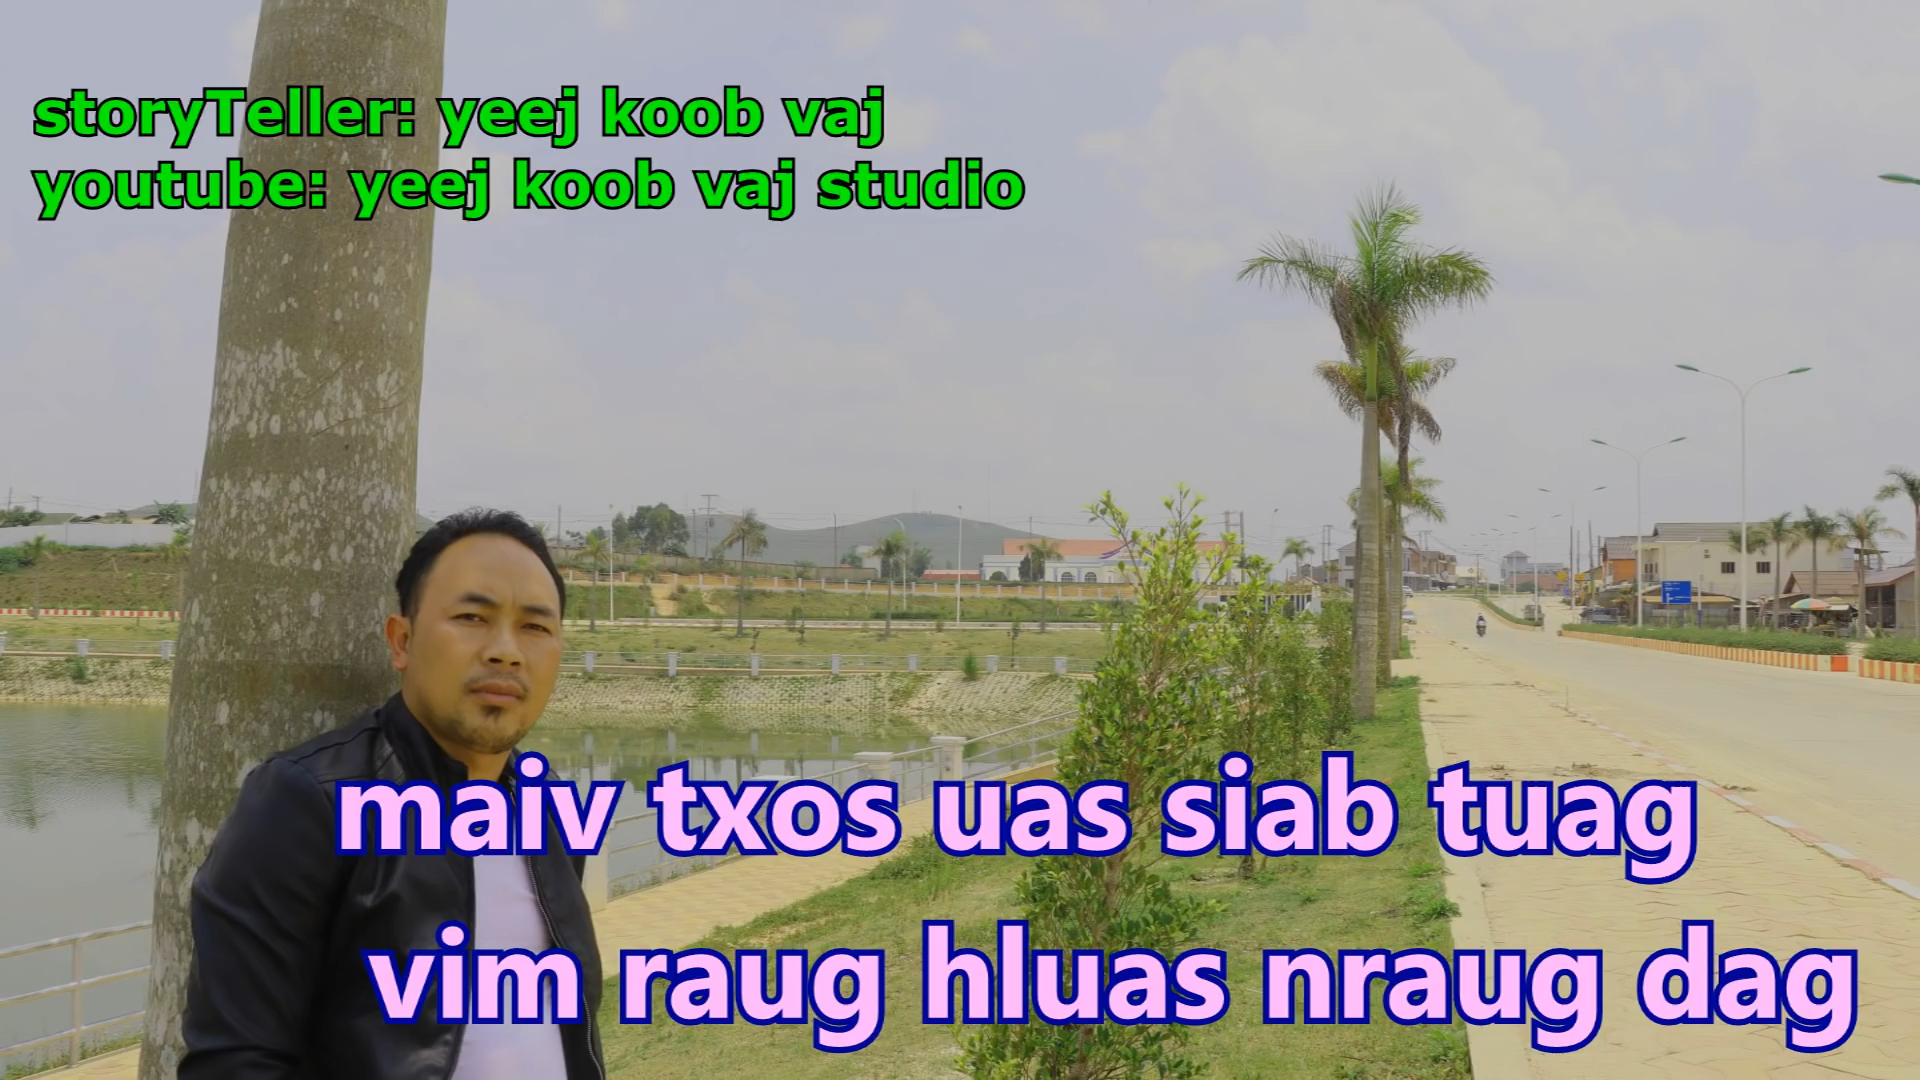 storyTeller: yeej koob vaj
youtube: yeej koob vaj studio
maiv txos uas siab tuag
vim raug hluas nraug dag